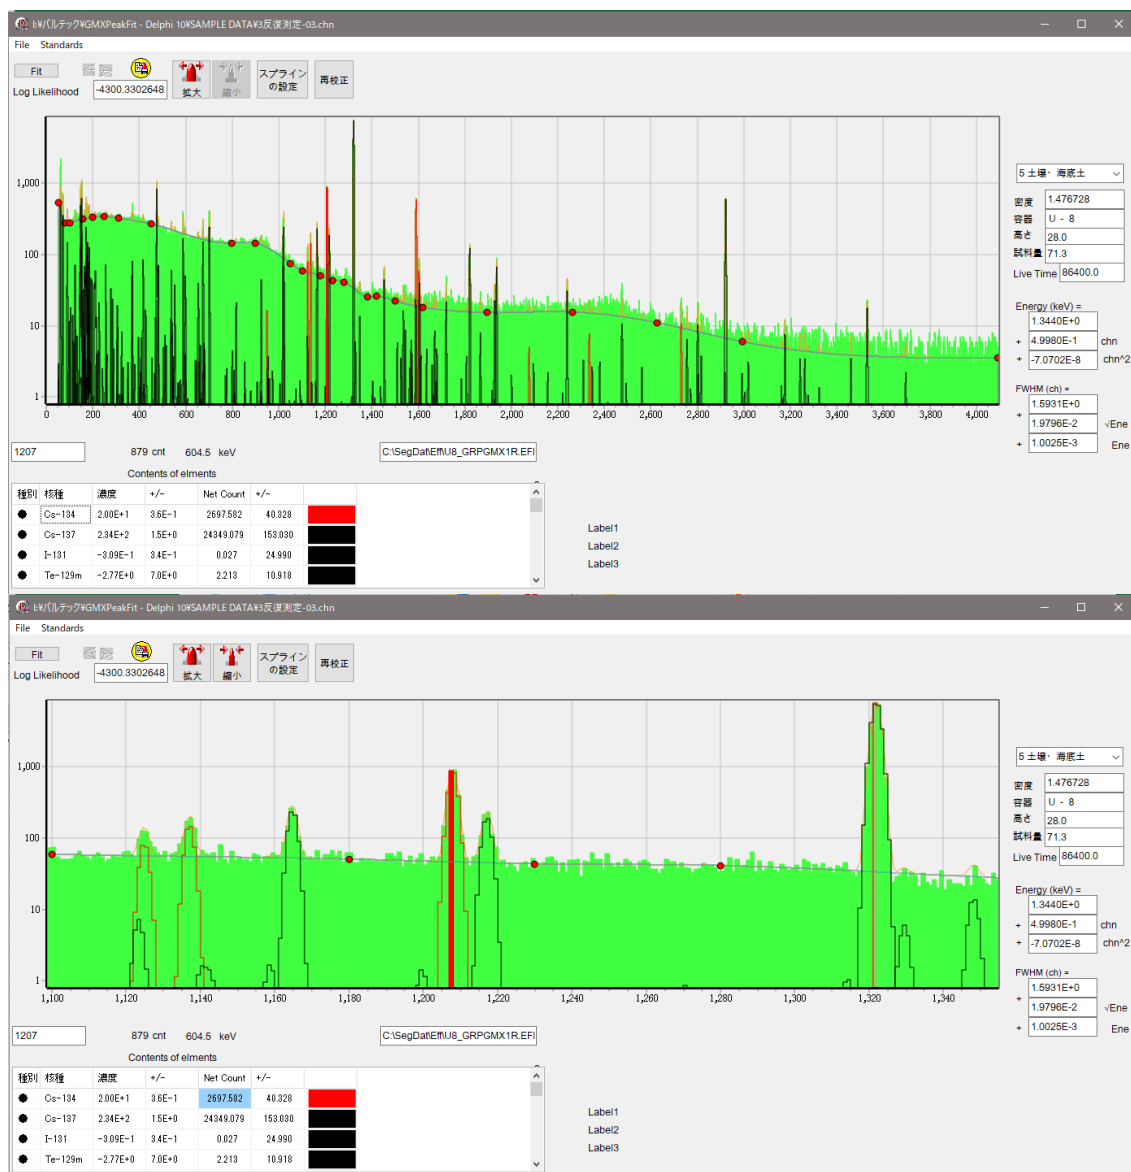 ﾋ:¥パルテック¥GMXPeakFit - Delphi 10¥SAMPLE DATA¥3反復測定-03.chn
File Standards
Fit
Log Likelihood -4300.3302648
拡大 縮小 スプラインの設定 再校正
1,000
100
10
1
0 200 400 600 800 1,000 1,200 1,400 1,600 1,800 2,000 2,200 2,400 2,600 2,800 3,000 3,200 3,400 3,600 3,800 4,000
5 土壌・海底土
密度 1.476728
容器 U - 8
高さ 28.0
試料量 71.3
Live Time 86400.0
Energy (keV) =
1.3440E+0
+ 4.9980E-1 chn
+ -7.0702E-8 chn^2
FWHM (ch) =
1.5931E+0
+ 1.9796E-2 √Ene
+ 1.0025E-3 Ene
1207 879 cnt 604.5 keV C:\SegDat\Eff\U8_GRPGMX1R.EFI
Contents of elments
種別 核種 濃度 +/- Net Count +/-
● Cs-134 2.00E+1 3.6E-1 2697.582 40.328
● Cs-137 2.34E+2 1.5E+0 24349.079 153.030
● I-131 -3.09E-1 3.4E-1 0.027 24.990
● Te-129m -2.77E+0 7.0E+0 2.213 10.918
Label1
Label2
Label3
ﾋ:¥パルテック¥GMXPeakFit - Delphi 10¥SAMPLE DATA¥3反復測定-03.chn
File Standards
Fit
Log Likelihood -4300.3302648
拡大 縮小 スプラインの設定 再校正
1,000
100
10
1
1,100 1,120 1,140 1,160 1,180 1,200 1,220 1,240 1,260 1,280 1,300 1,320 1,340
5 土壌・海底土
密度 1.476728
容器 U - 8
高さ 28.0
試料量 71.3
Live Time 86400.0
Energy (keV) =
1.3440E+0
+ 4.9980E-1 chn
+ -7.0702E-8 chn^2
FWHM (ch) =
1.5931E+0
+ 1.9796E-2 √Ene
+ 1.0025E-3 Ene
1207 879 cnt 604.5 keV C:\SegDat\Eff\U8_GRPGMX1R.EFI
Contents of elments
種別 核種 濃度 +/- Net Count +/-
● Cs-134 2.00E+1 3.6E-1 2697.582 40.328
● Cs-137 2.34E+2 1.5E+0 24349.079 153.030
● I-131 -3.09E-1 3.4E-1 0.027 24.990
● Te-129m -2.77E+0 7.0E+0 2.213 10.918
Label1
Label2
Label3